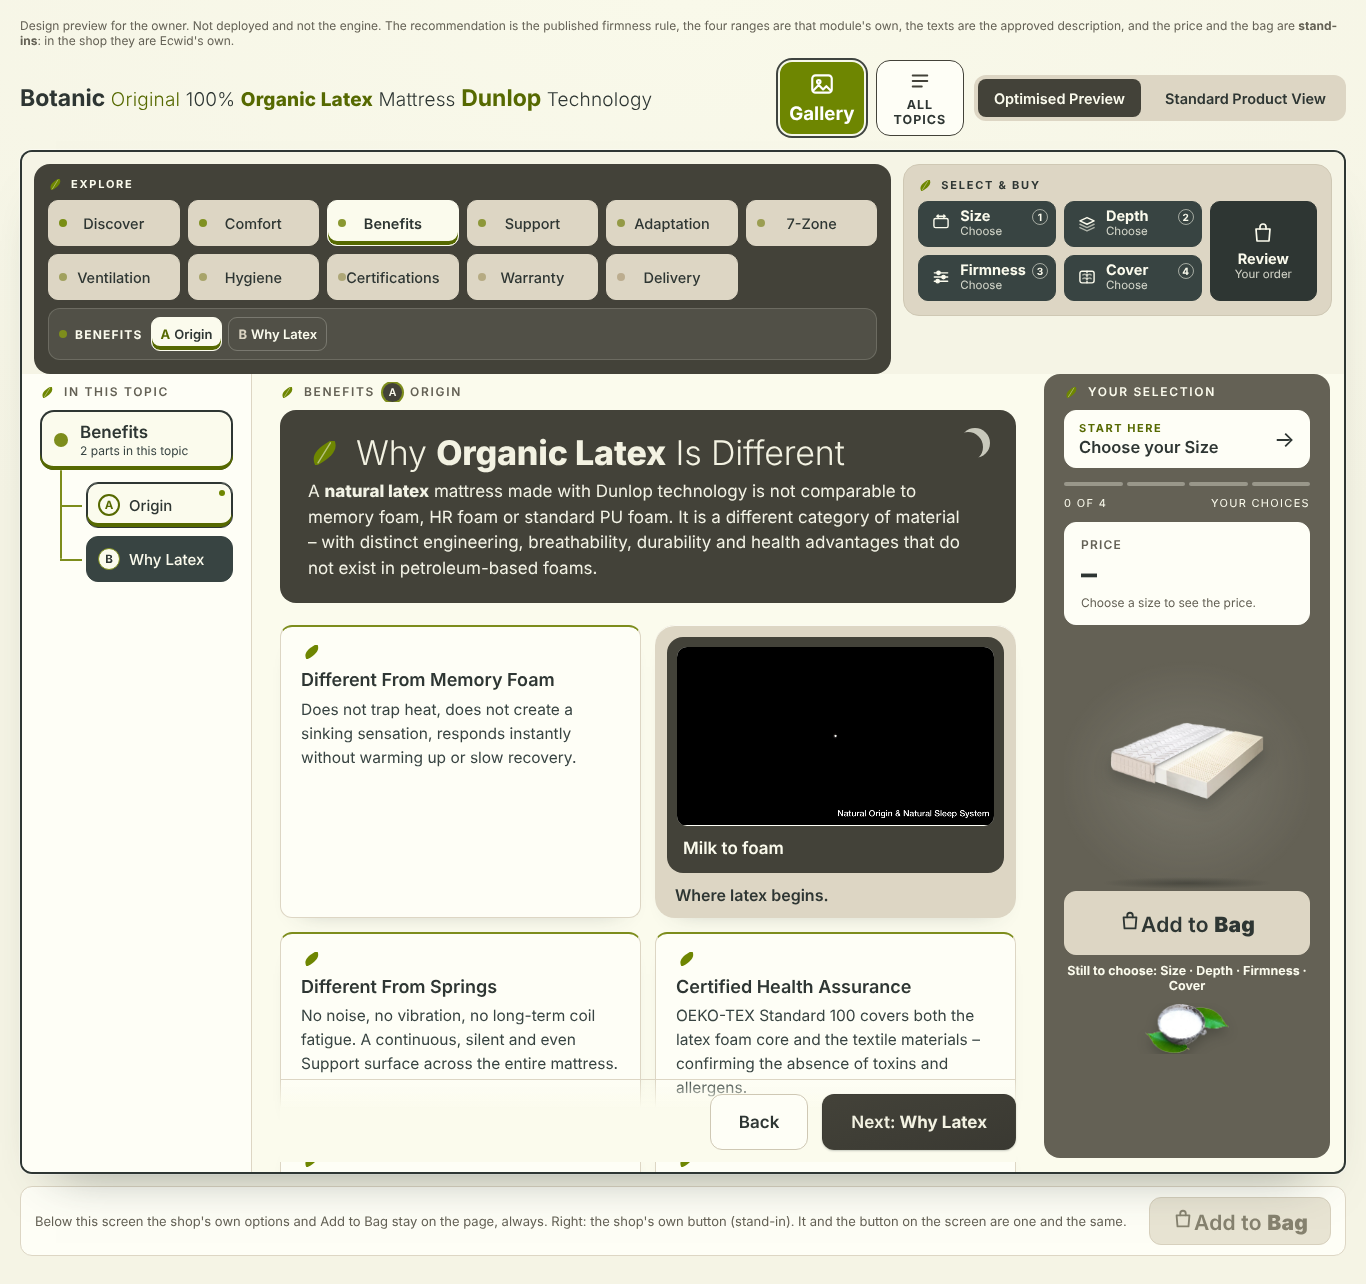 Design preview for the owner. Not deployed and not the engine. The recommendation is the published firmness rule, the four ranges are that module's own, the texts are the approved description, and the price and the bag are stand-
ins: in the shop they are Ecwid's own.
Botanic Original 100% Organic Latex Mattress Dunlop Technology
Gallery
ALL
TOPICS
Optimised Preview
Standard Product View
EXPLORE
Discover
Comfort
Benefits
Support
Adaptation
7-Zone
Ventilation
Hygiene
Certifications
Warranty
Delivery
BENEFITS
A Origin
B Why Latex
SELECT & BUY
Size
Choose
1
Depth
Choose
2
Firmness
Choose
3
Cover
Choose
4
Review
Your order
IN THIS TOPIC
Benefits
2 parts in this topic
A Origin
B Why Latex
BENEFITS A ORIGIN
Why Organic Latex Is Different
A natural latex mattress made with Dunlop technology is not comparable to
memory foam, HR foam or standard PU foam. It is a different category of material
– with distinct engineering, breathability, durability and health advantages that do
not exist in petroleum-based foams.
Different From Memory Foam
Does not trap heat, does not create a
sinking sensation, responds instantly
without warming up or slow recovery.
Natural Origin & Natural Sleep System
Milk to foam
Where latex begins.
Different From Springs
No noise, no vibration, no long-term coil
fatigue. A continuous, silent and even
Support surface across the entire mattress.
Certified Health Assurance
OEKO-TEX Standard 100 covers both the
latex foam core and the textile materials –
confirming the absence of toxins and
allergens.
Back
Next: Why Latex
YOUR SELECTION
START HERE
Choose your Size
0 OF 4
YOUR CHOICES
PRICE
–
Choose a size to see the price.
Add to Bag
Still to choose: Size · Depth · Firmness ·
Cover
Below this screen the shop's own options and Add to Bag stay on the page, always. Right: the shop's own button (stand-in). It and the button on the screen are one and the same.
Add to Bag